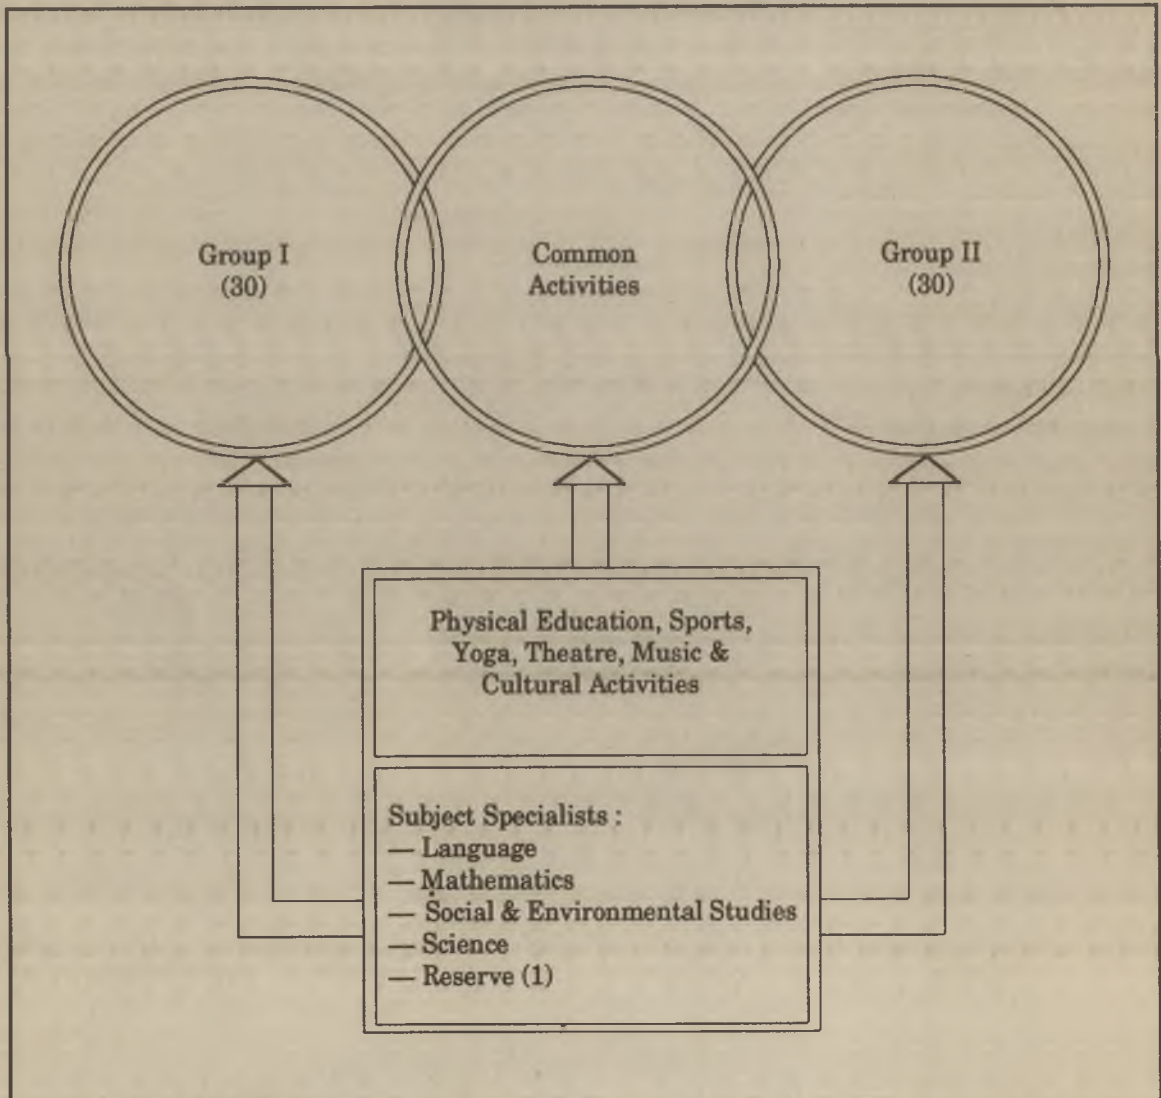 Group I
(30)
Common
Activities
Group II
(30)
Physical Education, Sports,
Yoga, Theatre, Music &
Cultural Activities
Subject Specialists :
— Language
— Mathematics
— Social & Environmental Studies
— Science
— Reserve (1)